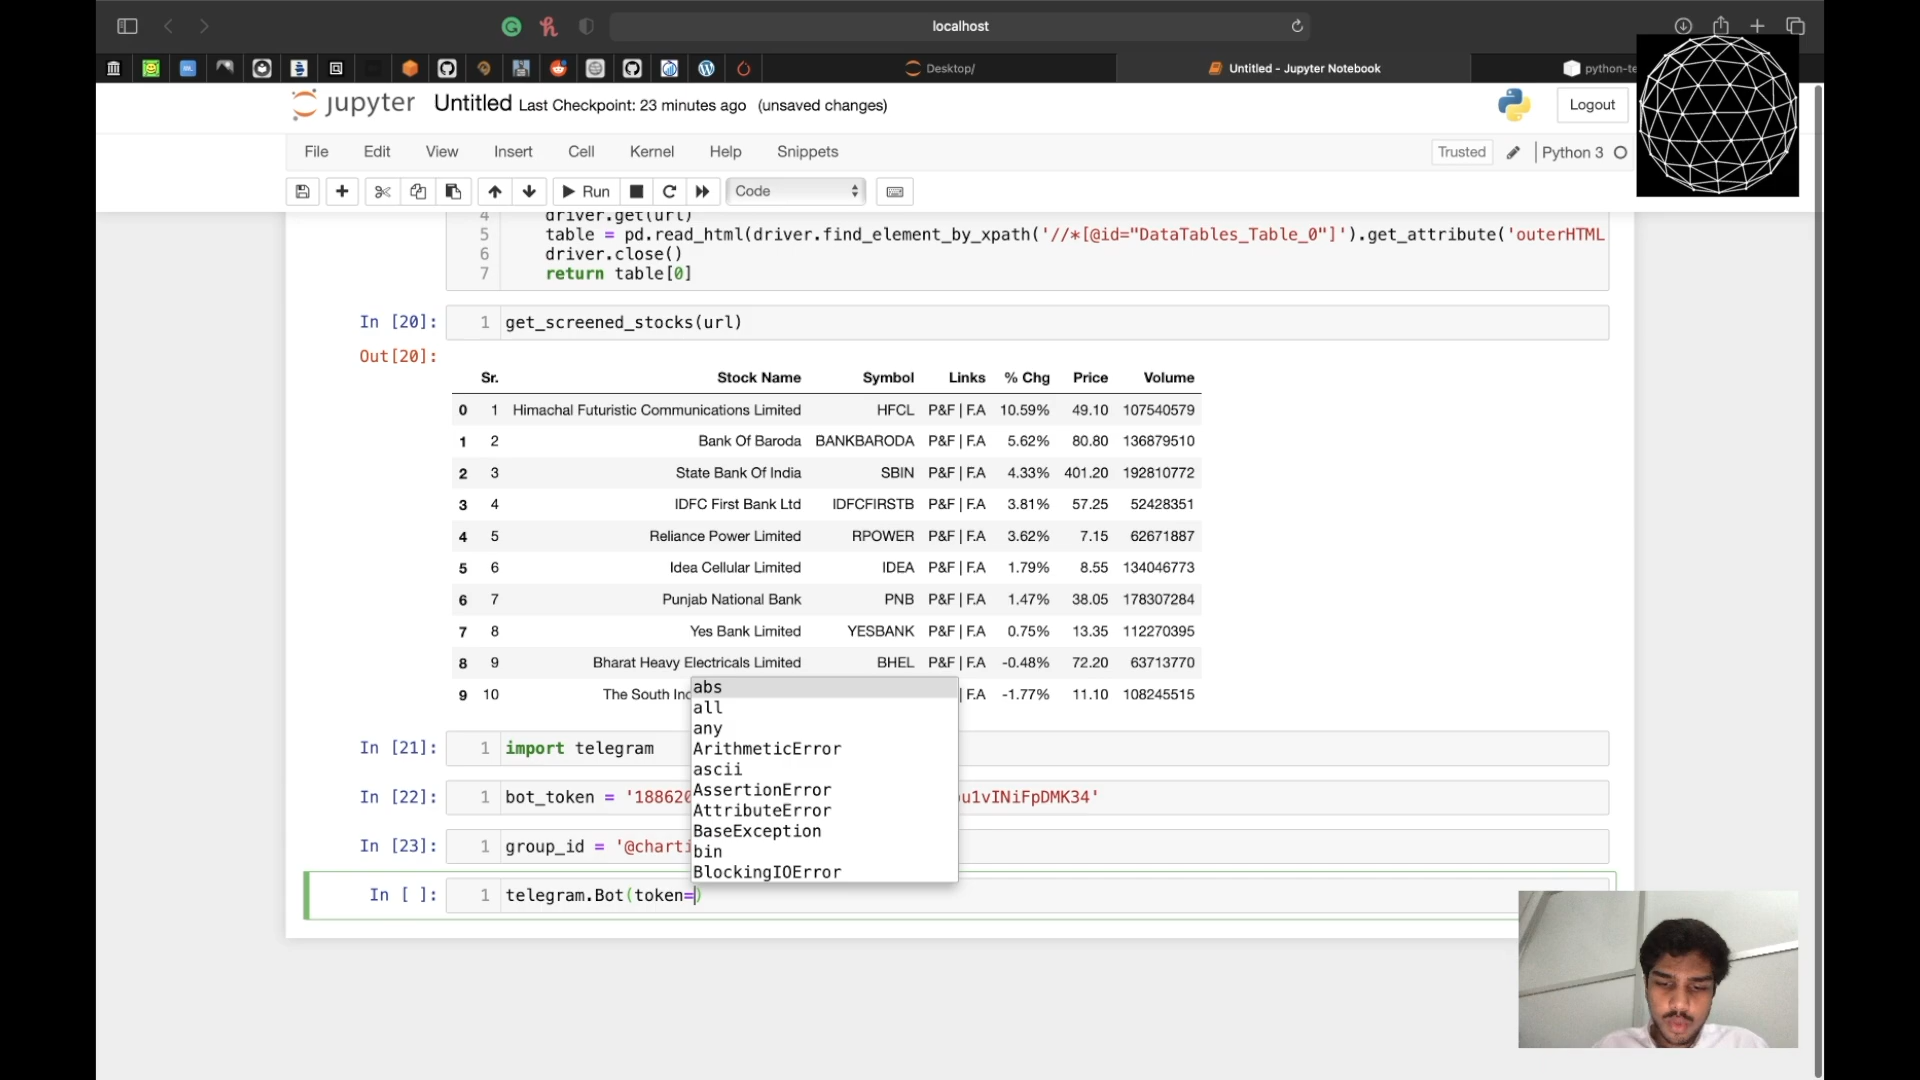 localhost
Desktop/
Untitled - Jupyter Notebook
python-te
jupyter Untitled Last Checkpoint: 23 minutes ago (unsaved changes)
Logout
File Edit View Insert Cell Kernel Help Snippets
Trusted Python 3
Run Code
4 driver.get(url)
5 table = pd.read_html(driver.find_element_by_xpath('//*[@id="DataTables_Table_0"]').get_attribute('outerHTML
6 driver.close()
7 return table[0]
In [20]: 1 get_screened_stocks(url)
Out[20]:
Sr. Stock Name Symbol Links % Chg Price Volume
0 1 Himachal Futuristic Communications Limited HFCL P&F | F.A 10.59% 49.10 107540579
1 2 Bank Of Baroda BANKBARODA P&F | F.A 5.62% 80.80 136879510
2 3 State Bank Of India SBIN P&F | F.A 4.33% 401.20 192810772
3 4 IDFC First Bank Ltd IDFCFIRSTB P&F | F.A 3.81% 57.25 52428351
4 5 Reliance Power Limited RPOWER P&F | F.A 3.62% 7.15 62671887
5 6 Idea Cellular Limited IDEA P&F | F.A 1.79% 8.55 134046773
6 7 Punjab National Bank PNB P&F | F.A 1.47% 38.05 178307284
7 8 Yes Bank Limited YESBANK P&F | F.A 0.75% 13.35 112270395
8 9 Bharat Heavy Electricals Limited BHEL P&F | F.A -0.48% 72.20 63713770
9 10 The South Inc | F.A -1.77% 11.10 108245515
abs
all
any
ArithmeticError
ascii
AssertionError
AttributeError
BaseException
bin
BlockingIOError
In [21]: 1 import telegram
In [22]: 1 bot_token = '188620 u1vINiFpDMK34'
In [23]: 1 group_id = '@charti
In [ ]: 1 telegram.Bot(token=)